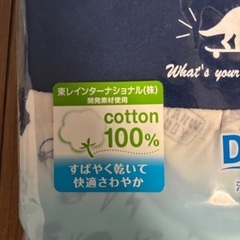 What's your
東レインターナショナル(株)
開発素材使用
cotton
100%
すばやく乾いて
快適さわやか
D